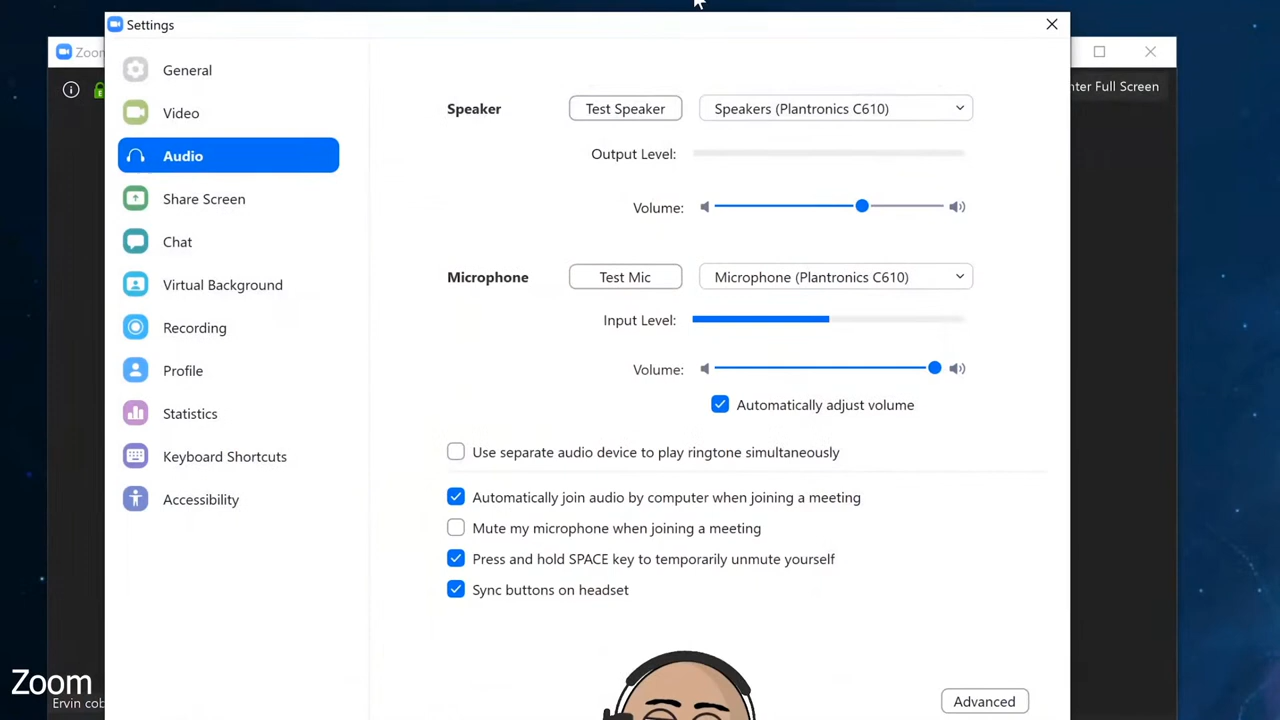 Settings
Zoom
nter Full Screen
General
Video
Audio
Share Screen
Chat
Virtual Background
Recording
Profile
Statistics
Keyboard Shortcuts
Accessibility
Speaker
Test Speaker
Speakers (Plantronics C610)
Output Level:
Volume:
Microphone
Test Mic
Microphone (Plantronics C610)
Input Level:
Volume:
Automatically adjust volume
Use separate audio device to play ringtone simultaneously
Automatically join audio by computer when joining a meeting
Mute my microphone when joining a meeting
Press and hold SPACE key to temporarily unmute yourself
Sync buttons on headset
Advanced
Zoom
Ervin cob